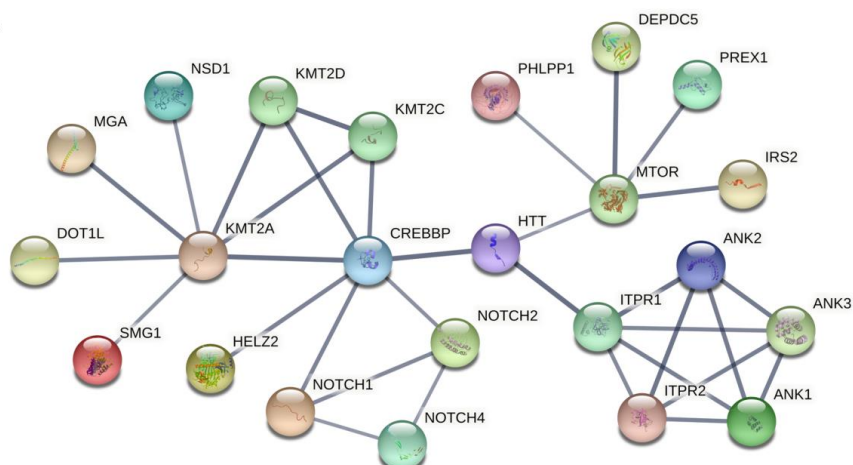 DEPDC5
NSD1
KMT2D
PHLPP1
PREX1
MGA
KMT2C
IRS2
MTOR
DOT1L
KMT2A
CREBBP
HTT
ANK2
ITPR1
ANK3
SMG1
HELZ2
NOTCH2
NOTCH1
ITPR2
ANK1
NOTCH4